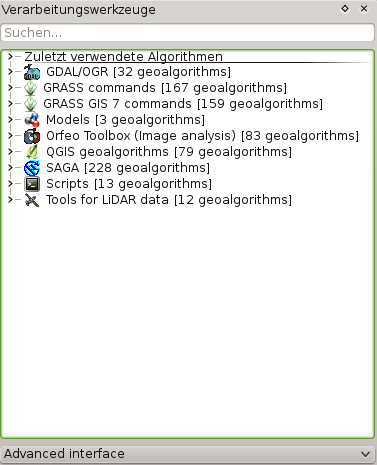 Verarbeitungswerkzeuge
Suchen...
Zuletzt verwendete Algorithmen
GDAL/OGR [32 geoalgorithms]
GRASS commands [167 geoalgorithms]
GRASS GIS 7 commands [159 geoalgorithms]
Models [3 geoalgorithms]
Orfeo Toolbox (Image analysis) [83 geoalgorithms]
QGIS geoalgorithms [79 geoalgorithms]
SAGA [228 geoalgorithms]
Scripts [13 geoalgorithms]
Tools for LiDAR data [12 geoalgorithms]
Advanced interface